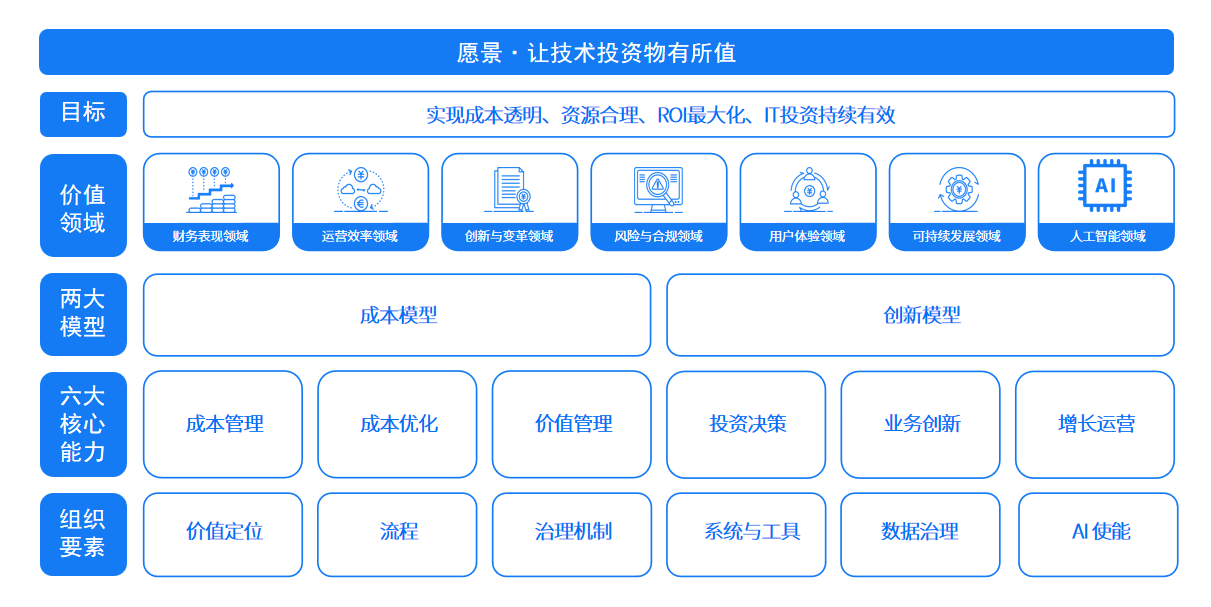 愿景·让技术投资物有所值
目标
实现成本透明、资源合理、ROI最大化、IT投资持续有效
价值
领域
AI
财务表现领域
运营效率领域
创新与变革领域
风险与合规领域
用户体验领域
可持续发展领域
人工智能领域
两大
模型
成本模型
创新模型
六大
核心
能力
成本管理
成本优化
价值管理
投资决策
业务创新
增长运营
组织
要素
价值定位
流程
治理机制
系统与工具
数据治理
AI 使能